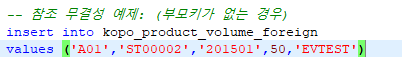 -- 참조 무결성 예제: (부모키가 없는 경우)
insert into kopo_product_volume_foreign
values ('A01','ST00002','201501',50,'EVTEST')